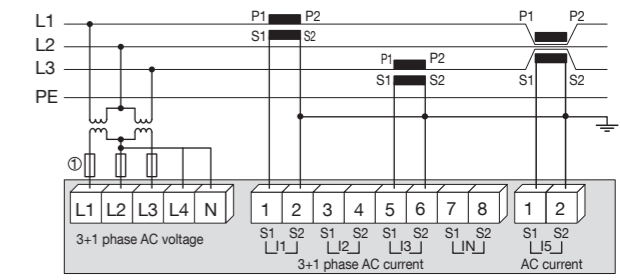 L1 P1 P2 P1 P2
L2 S1 S2
L3 P1 P2
S1 S2 S1 S2
PE
①
L1 L2 L3 L4 N 1 2 3 4 5 6 7 8 1 2
S1 S2 S1 S2 S1 S2 S1 S2 S1 S2
3+1 phase AC voltage I1 I2 I3 IN I5
3+1 phase AC current AC current